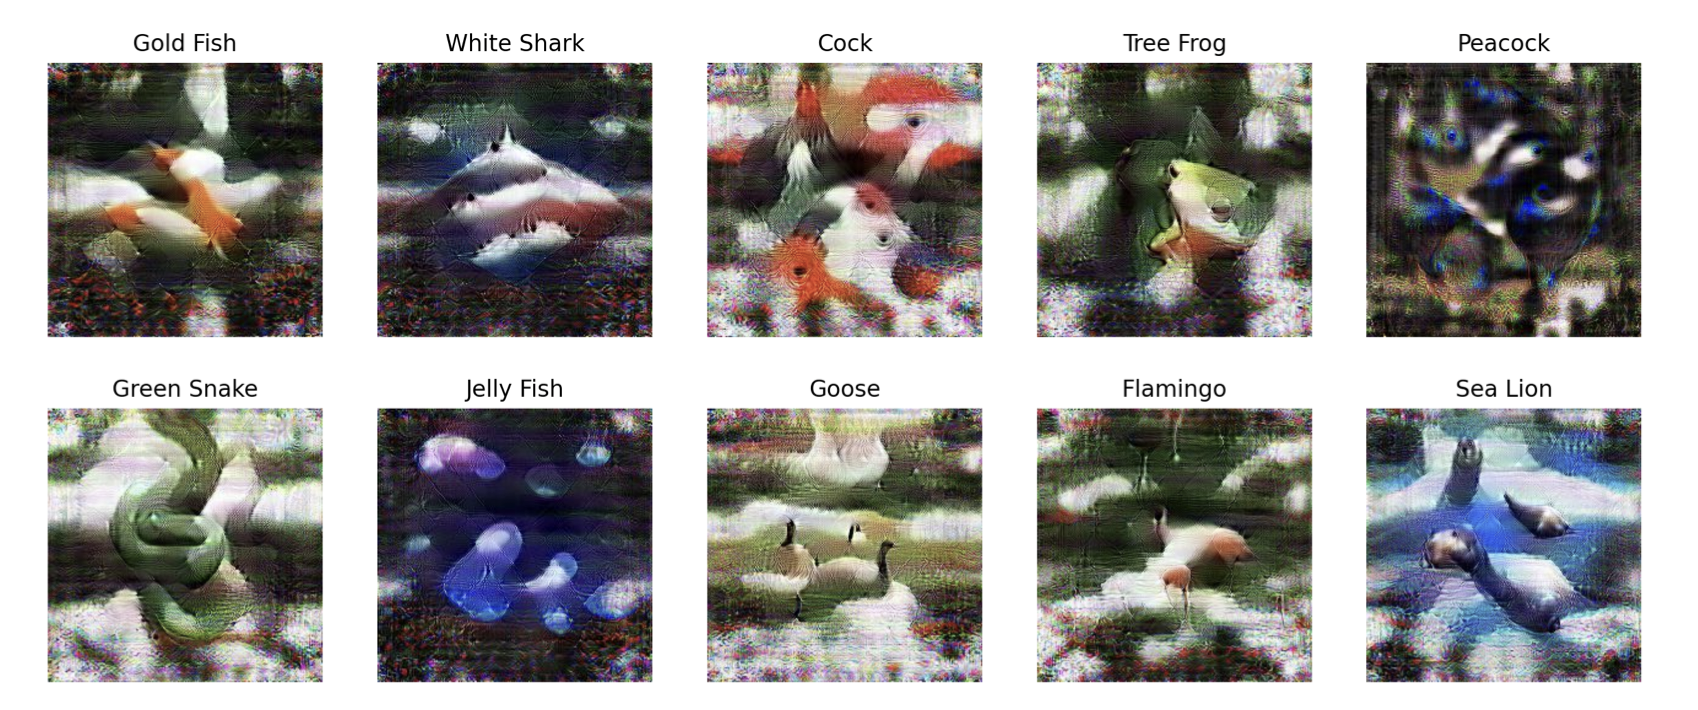 Gold Fish
White Shark
Cock
Tree Frog
Peacock
Green Snake
Jelly Fish
Goose
Flamingo
Sea Lion